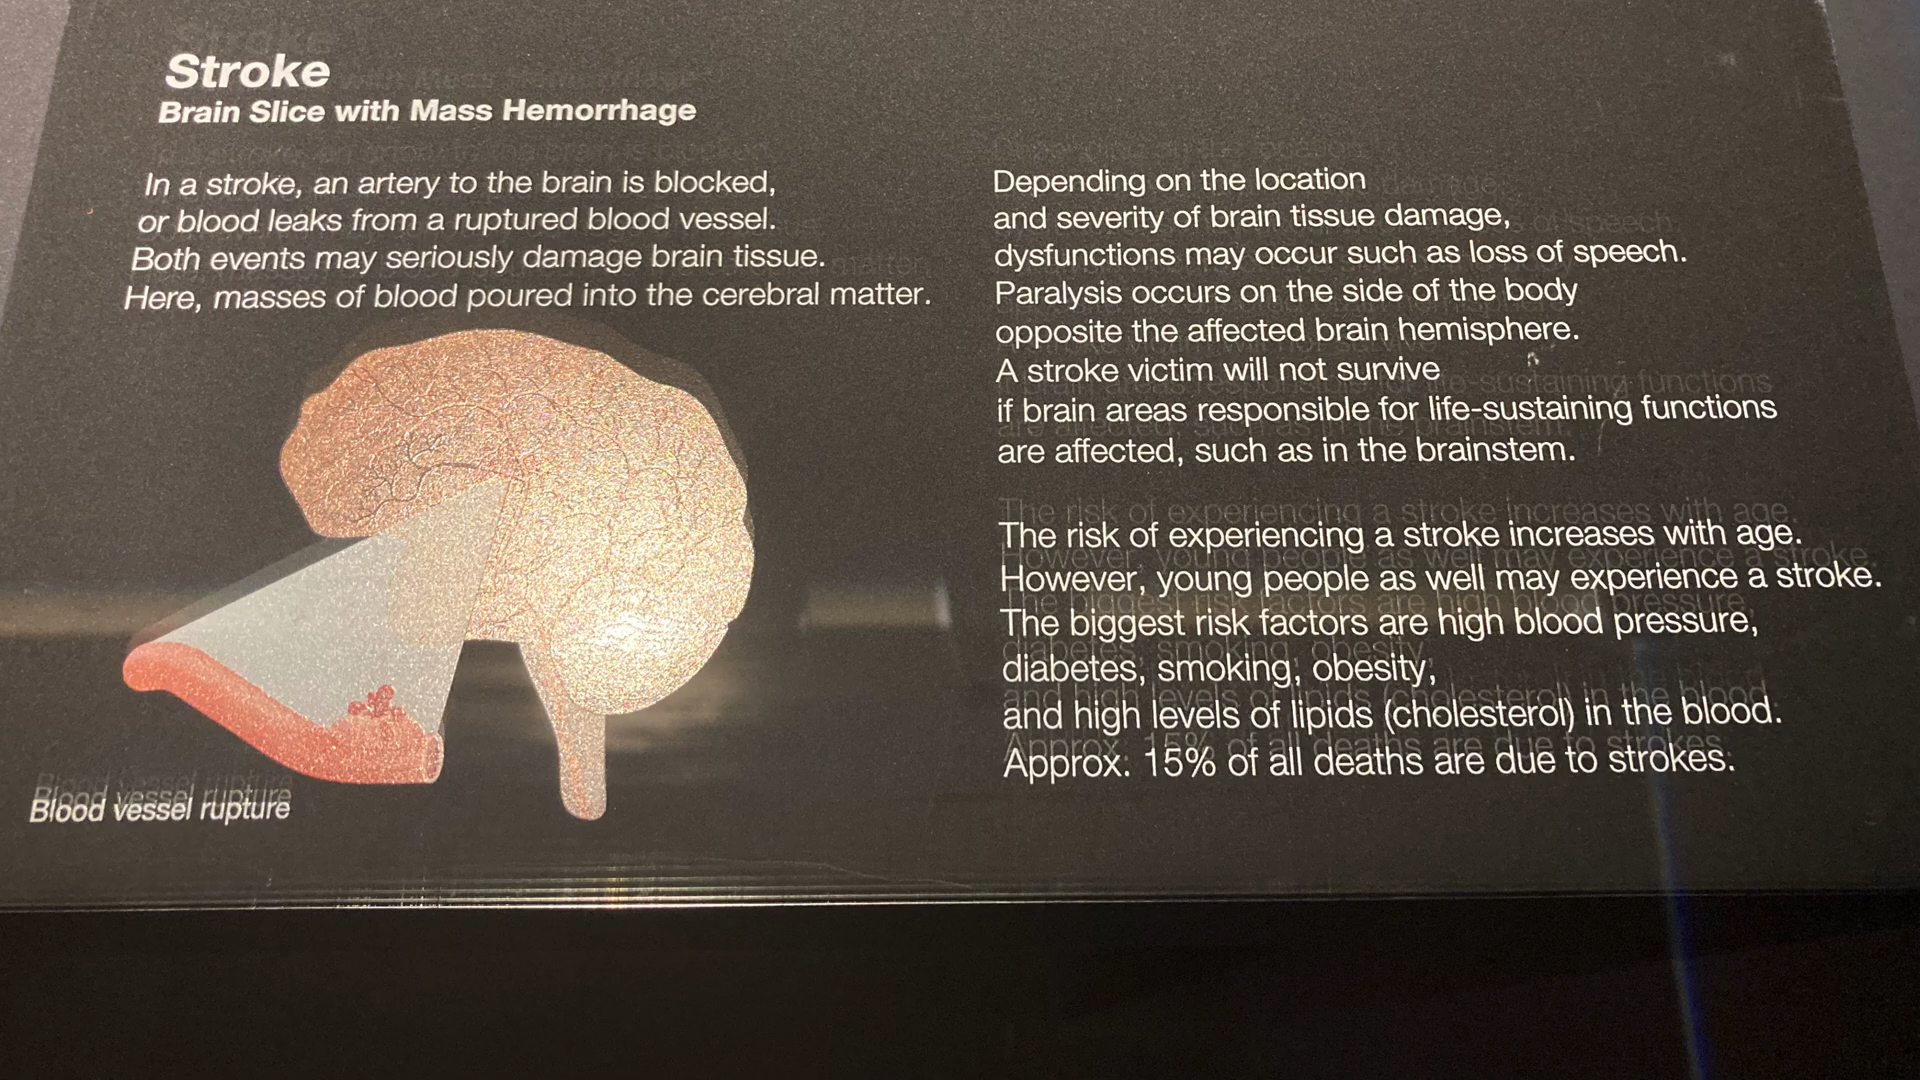 Stroke
Brain Slice with Mass Hemorrhage
In a stroke, an artery to the brain is blocked,
or blood leaks from a ruptured blood vessel.
Both events may seriously damage brain tissue.
Here, masses of blood poured into the cerebral matter.
Blood vessel rupture
Depending on the location
and severity of brain tissue damage,
dysfunctions may occur such as loss of speech.
Paralysis occurs on the side of the body
opposite the affected brain hemisphere.
A stroke victim will not survive
if brain areas responsible for life-sustaining functions
are affected, such as in the brainstem.
The risk of experiencing a stroke increases with age.
However, young people as well may experience a stroke.
The biggest risk factors are high blood pressure,
diabetes, smoking, obesity,
and high levels of lipids (cholesterol) in the blood.
Approx. 15% of all deaths are due to strokes.